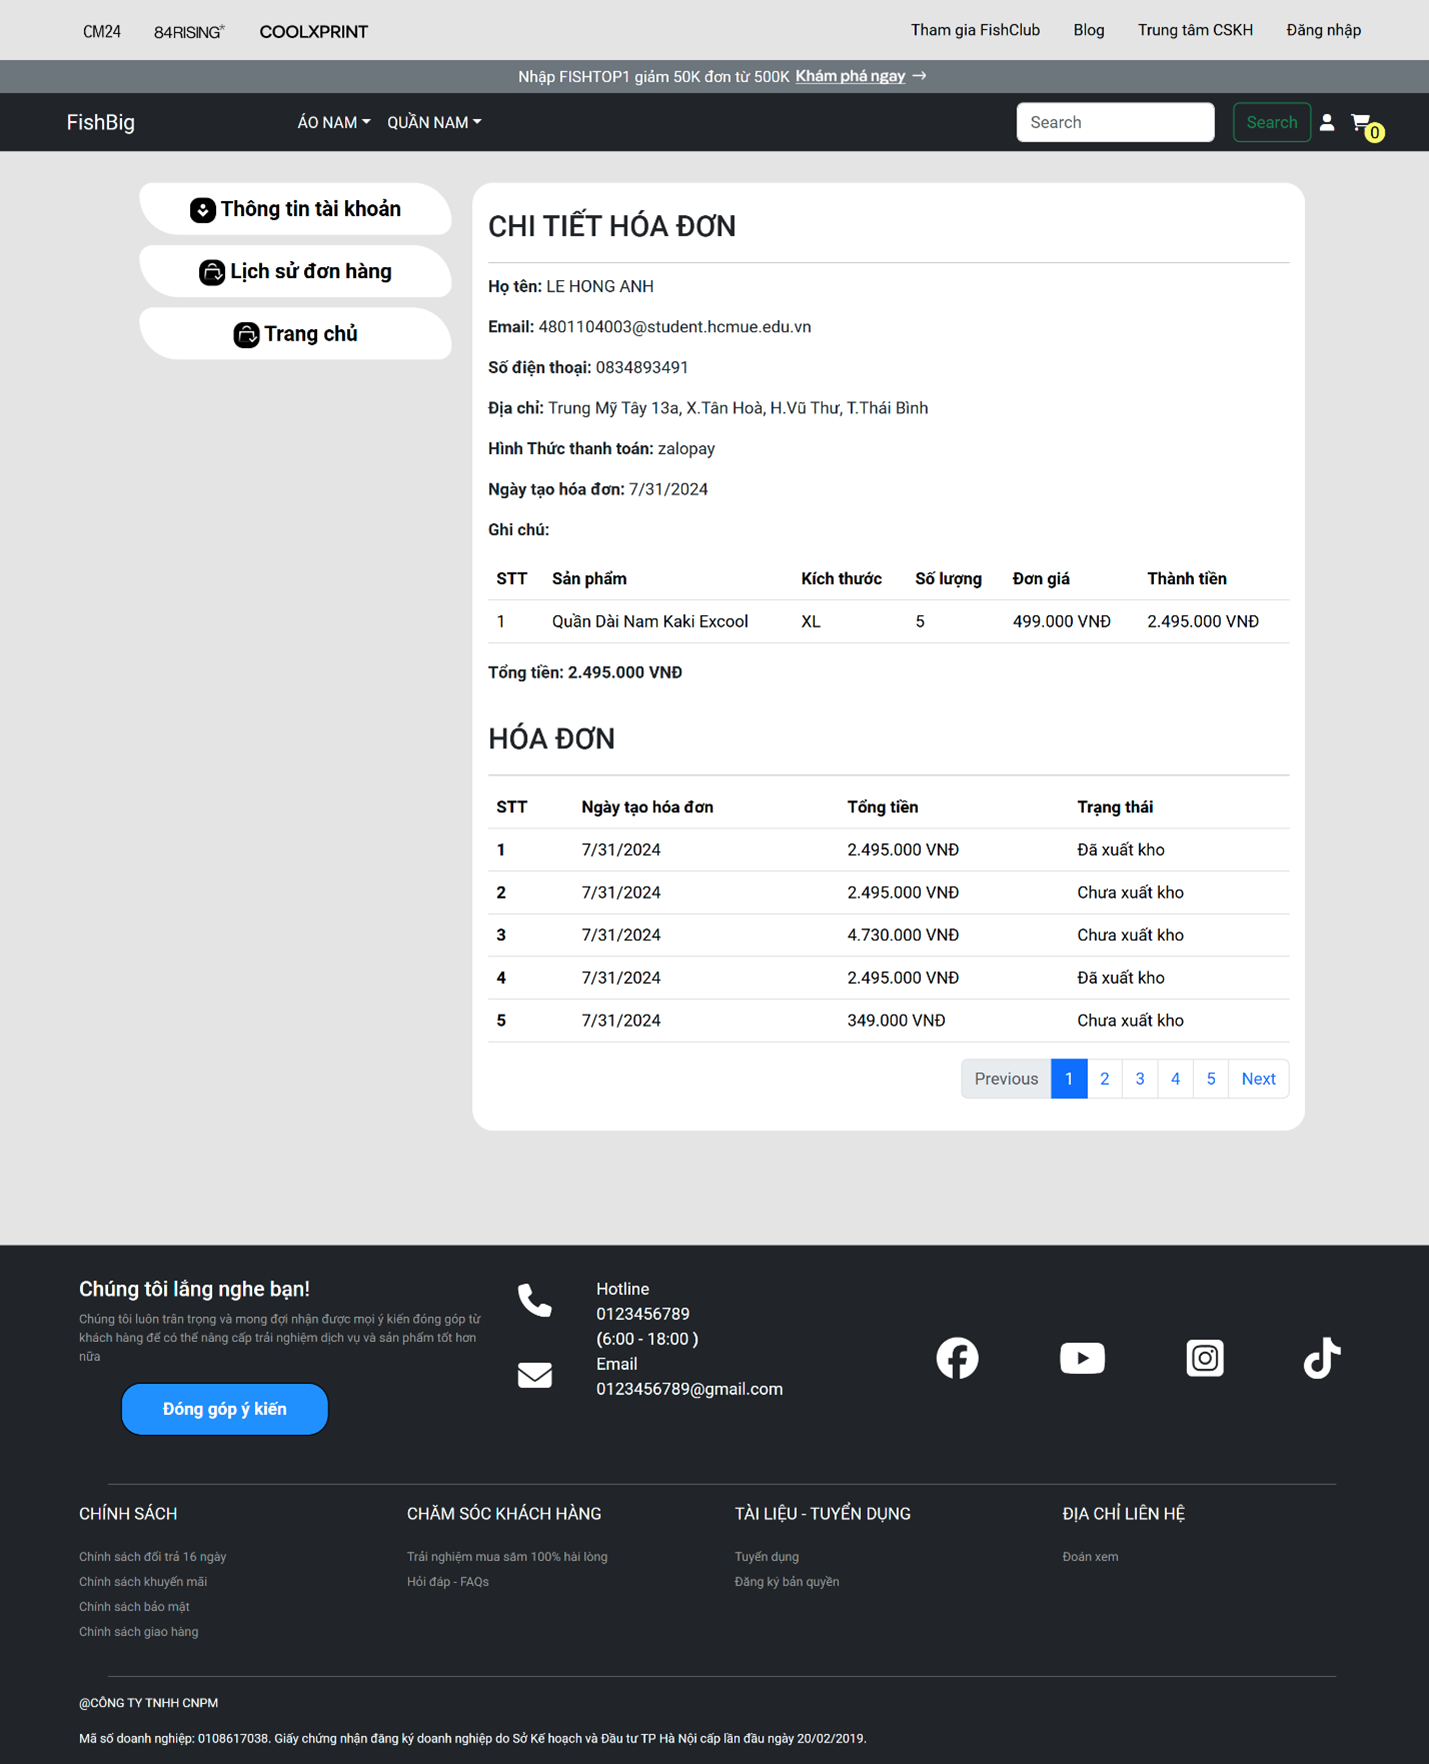 CM24 84RISING* COOLXPRINT Tham gia FishClub Blog Trung tâm CSKH Đăng nhập
Nhập FISHTOP1 giảm 50K đơn từ 500K Khám phá ngay →
FishBig ÁO NAM QUẦN NAM Search Search 0
Thông tin tài khoản
Lịch sử đơn hàng
Trang chủ
CHI TIẾT HÓA ĐƠN
Họ tên: LE HONG ANH
Email: 4801104003@student.hcmue.edu.vn
Số điện thoại: 0834893491
Địa chỉ: Trung Mỹ Tây 13a, X.Tân Hoà, H.Vũ Thư, T.Thái Bình
Hình Thức thanh toán: zalopay
Ngày tạo hóa đơn: 7/31/2024
Ghi chú:
STT Sản phẩm Kích thước Số lượng Đơn giá Thành tiền
1 Quần Dài Nam Kaki Excool XL 5 499.000 VNĐ 2.495.000 VNĐ
Tổng tiền: 2.495.000 VNĐ
HÓA ĐƠN
STT Ngày tạo hóa đơn Tổng tiền Trạng thái
1 7/31/2024 2.495.000 VNĐ Đã xuất kho
2 7/31/2024 2.495.000 VNĐ Chưa xuất kho
3 7/31/2024 4.730.000 VNĐ Chưa xuất kho
4 7/31/2024 2.495.000 VNĐ Đã xuất kho
5 7/31/2024 349.000 VNĐ Chưa xuất kho
Previous 1 2 3 4 5 Next
Chúng tôi lắng nghe bạn!
Chúng tôi luôn trân trọng và mong đợi nhận được mọi ý kiến đóng góp từ
khách hàng để có thể nâng cấp trải nghiệm dịch vụ và sản phẩm tốt hơn
nữa
Đóng góp ý kiến
Hotline
0123456789
(6:00 - 18:00 )
Email
0123456789@gmail.com
CHÍNH SÁCH
Chính sách đổi trả 16 ngày
Chính sách khuyến mãi
Chính sách bảo mật
Chính sách giao hàng
CHĂM SÓC KHÁCH HÀNG
Trải nghiệm mua sắm 100% hài lòng
Hỏi đáp - FAQs
TÀI LIỆU - TUYỂN DỤNG
Tuyển dụng
Đăng ký bản quyền
ĐỊA CHỈ LIÊN HỆ
Đoán xem
@CÔNG TY TNHH CNPM
Mã số doanh nghiệp: 0108617038. Giấy chứng nhận đăng ký doanh nghiệp do Sở Kế hoạch và Đầu tư TP Hà Nội cấp lần đầu ngày 20/02/2019.